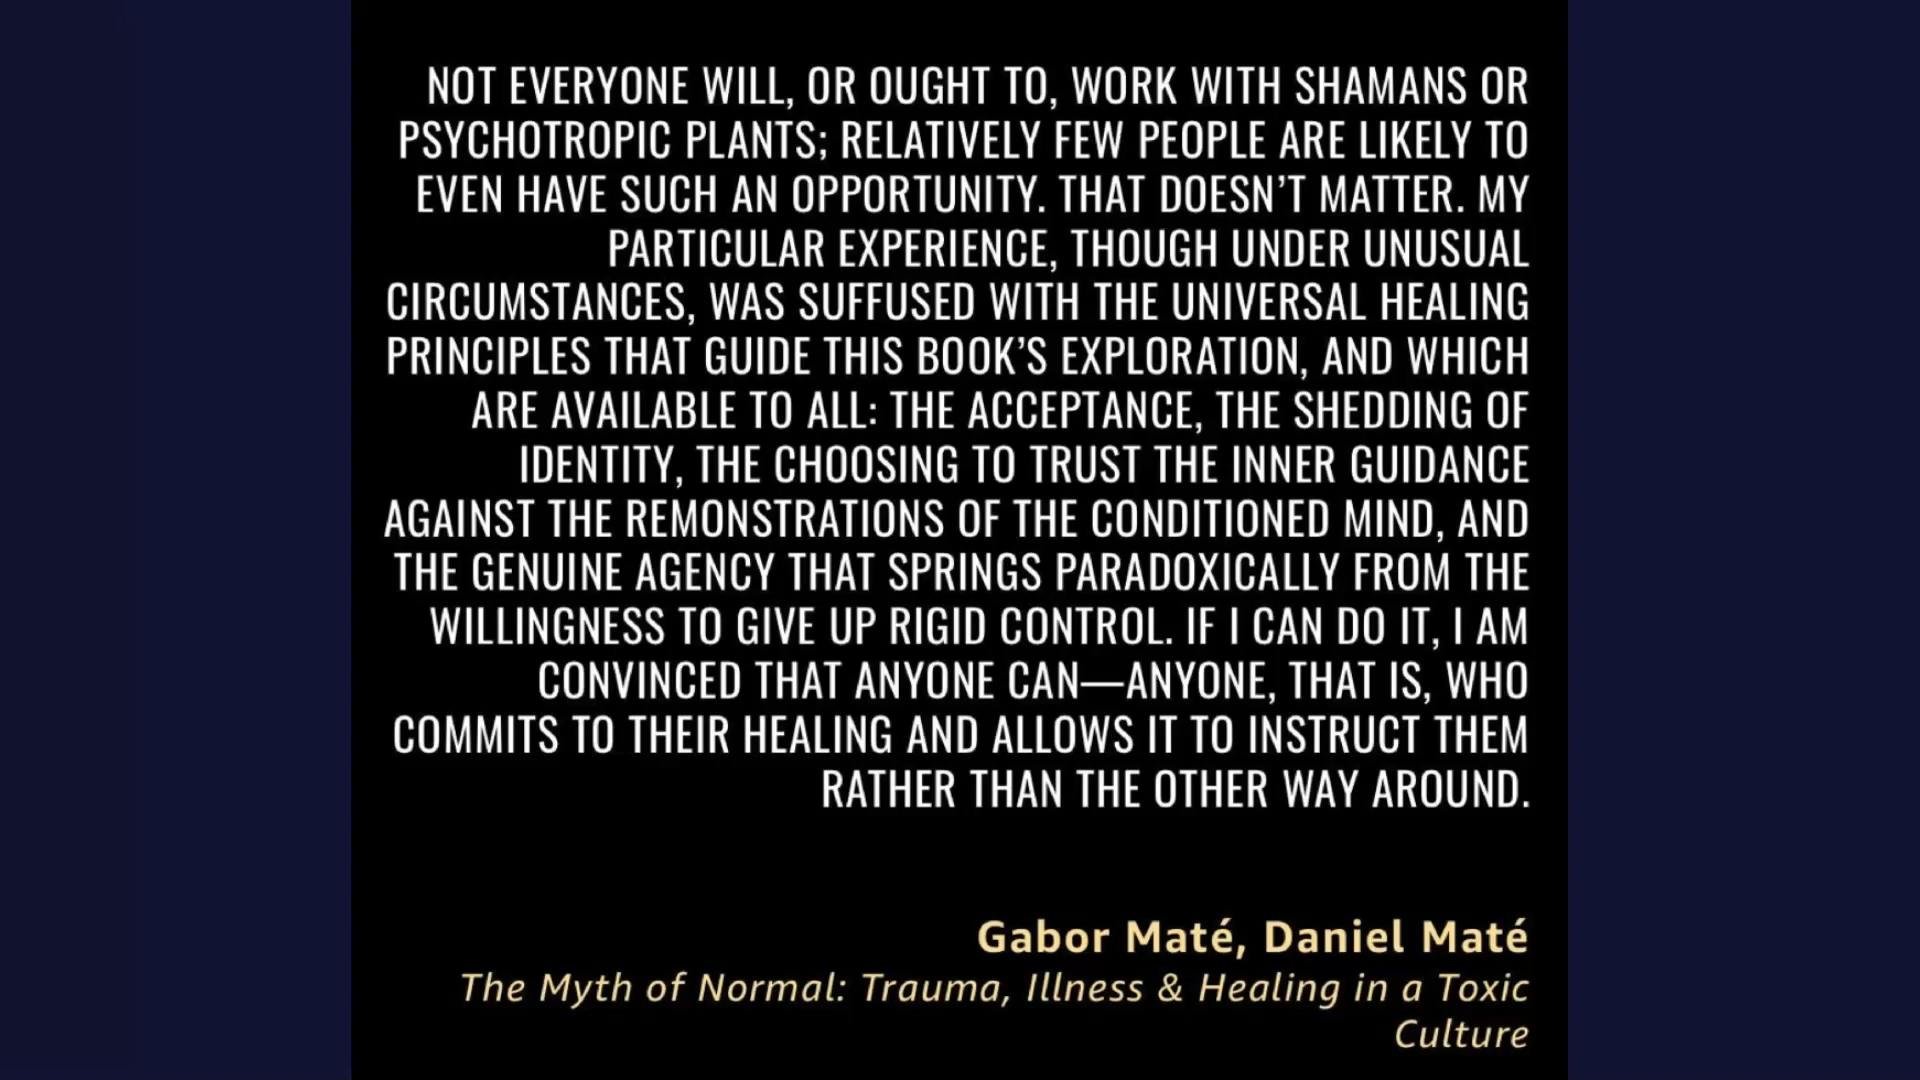 NOT EVERYONE WILL, OR OUGHT TO, WORK WITH SHAMANS OR
PSYCHOTROPIC PLANTS; RELATIVELY FEW PEOPLE ARE LIKELY TO
EVEN HAVE SUCH AN OPPORTUNITY. THAT DOESN’T MATTER. MY
PARTICULAR EXPERIENCE, THOUGH UNDER UNUSUAL
CIRCUMSTANCES, WAS SUFFUSED WITH THE UNIVERSAL HEALING
PRINCIPLES THAT GUIDE THIS BOOK’S EXPLORATION, AND WHICH
ARE AVAILABLE TO ALL: THE ACCEPTANCE, THE SHEDDING OF
IDENTITY, THE CHOOSING TO TRUST THE INNER GUIDANCE
AGAINST THE REMONSTRATIONS OF THE CONDITIONED MIND, AND
THE GENUINE AGENCY THAT SPRINGS PARADOXICALLY FROM THE
WILLINGNESS TO GIVE UP RIGID CONTROL. IF I CAN DO IT, I AM
CONVINCED THAT ANYONE CAN—ANYONE, THAT IS, WHO
COMMITS TO THEIR HEALING AND ALLOWS IT TO INSTRUCT THEM
RATHER THAN THE OTHER WAY AROUND.
Gabor Maté, Daniel Maté
The Myth of Normal: Trauma, Illness & Healing in a Toxic
Culture